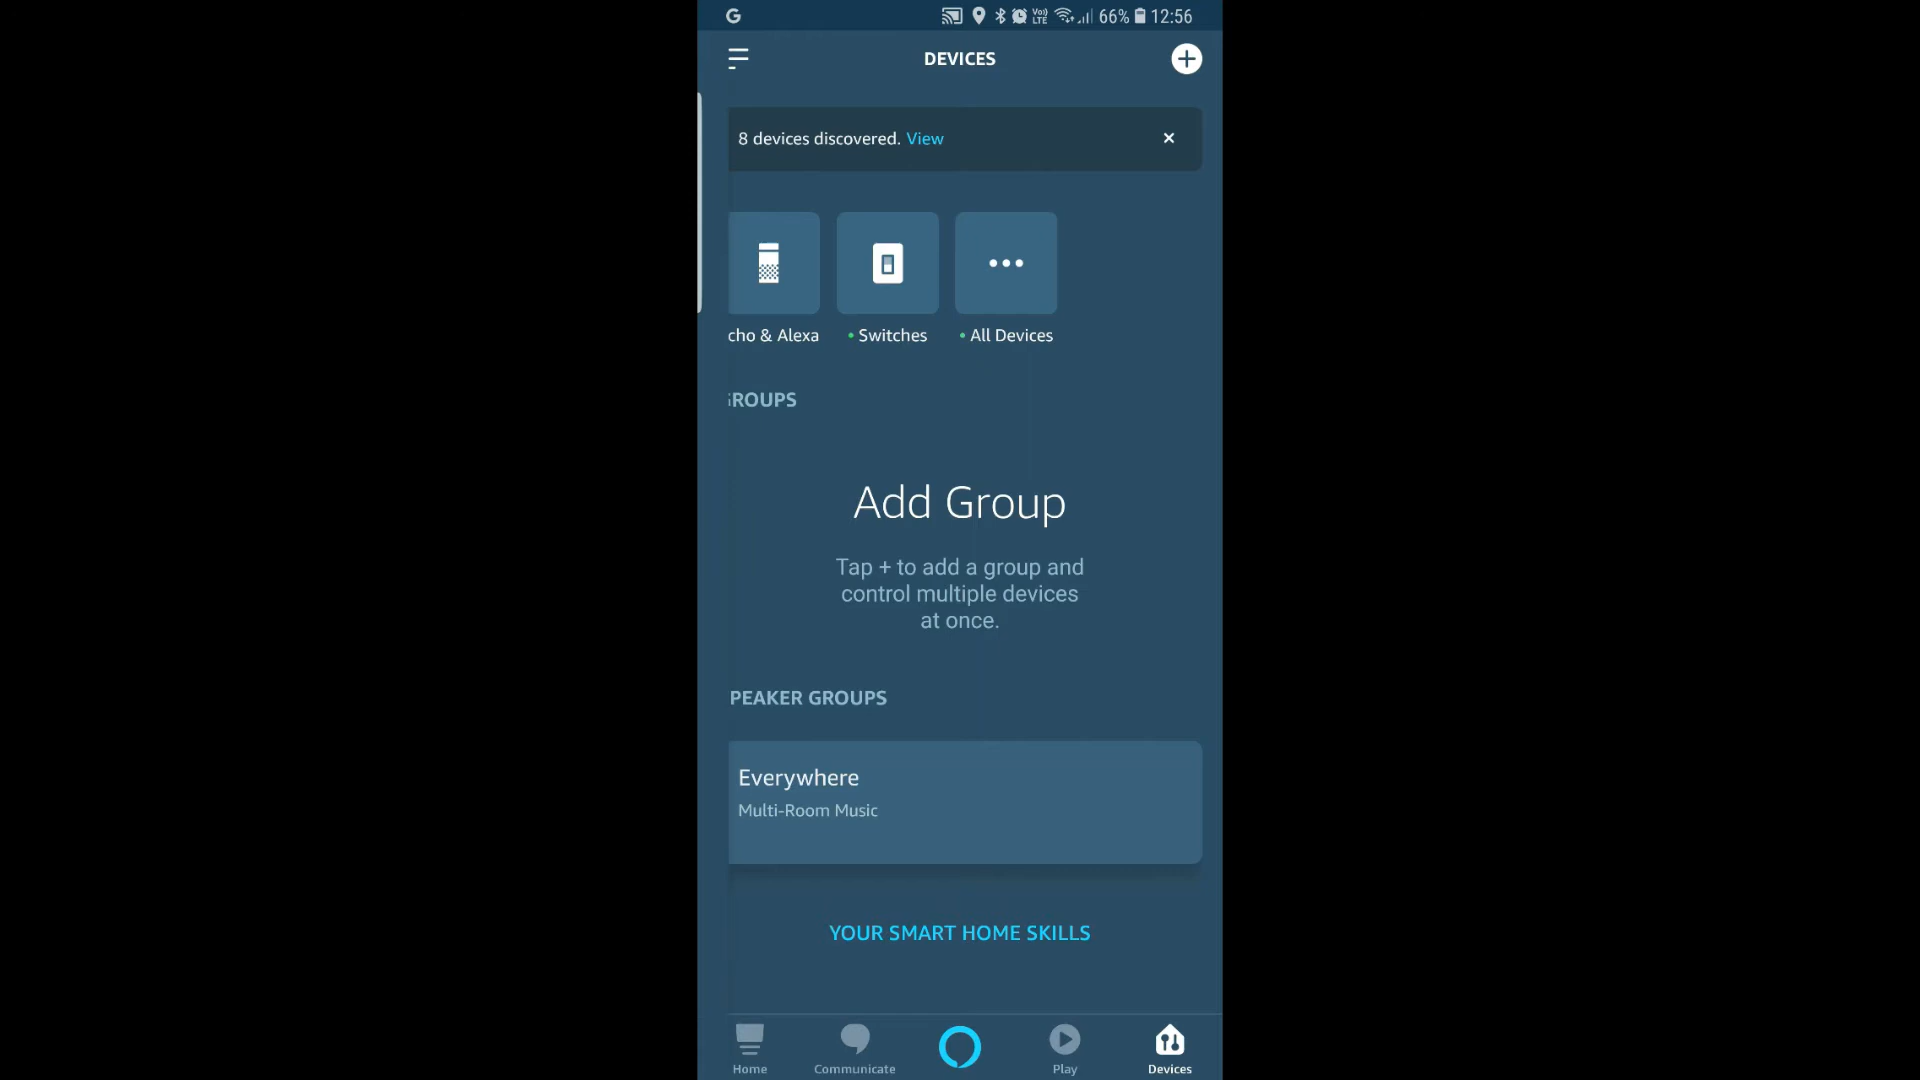 G 66% 12:56
DEVICES
8 devices discovered. View
cho & Alexa • Switches • All Devices
ROUPS
Add Group
Tap + to add a group and
control multiple devices
at once.
PEAKER GROUPS
Everywhere
Multi-Room Music
YOUR SMART HOME SKILLS
Home Communicate Play Devices